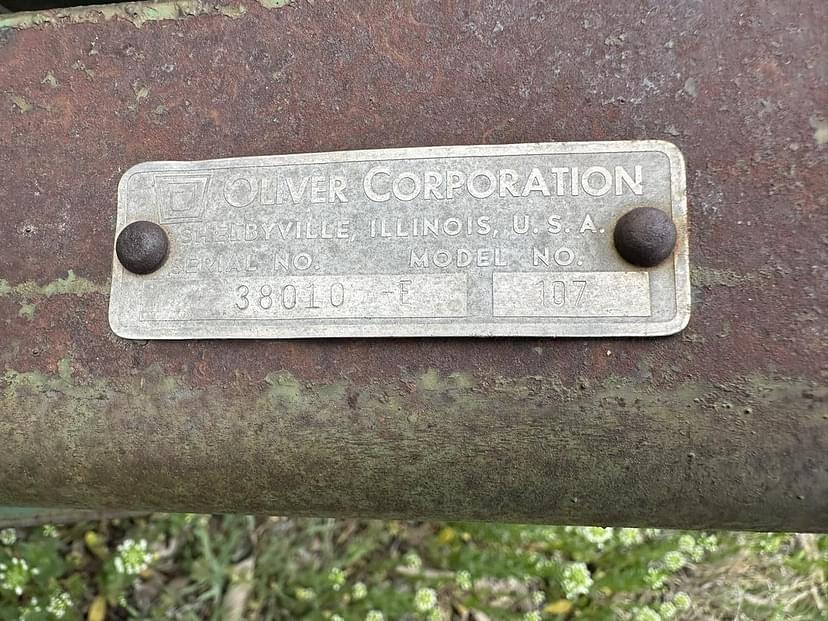 OLIVER CORPORATION
SHELBYVILLE, ILLINOIS, U. S. A.
SERIAL NO. MODEL NO.
38010 -E 107